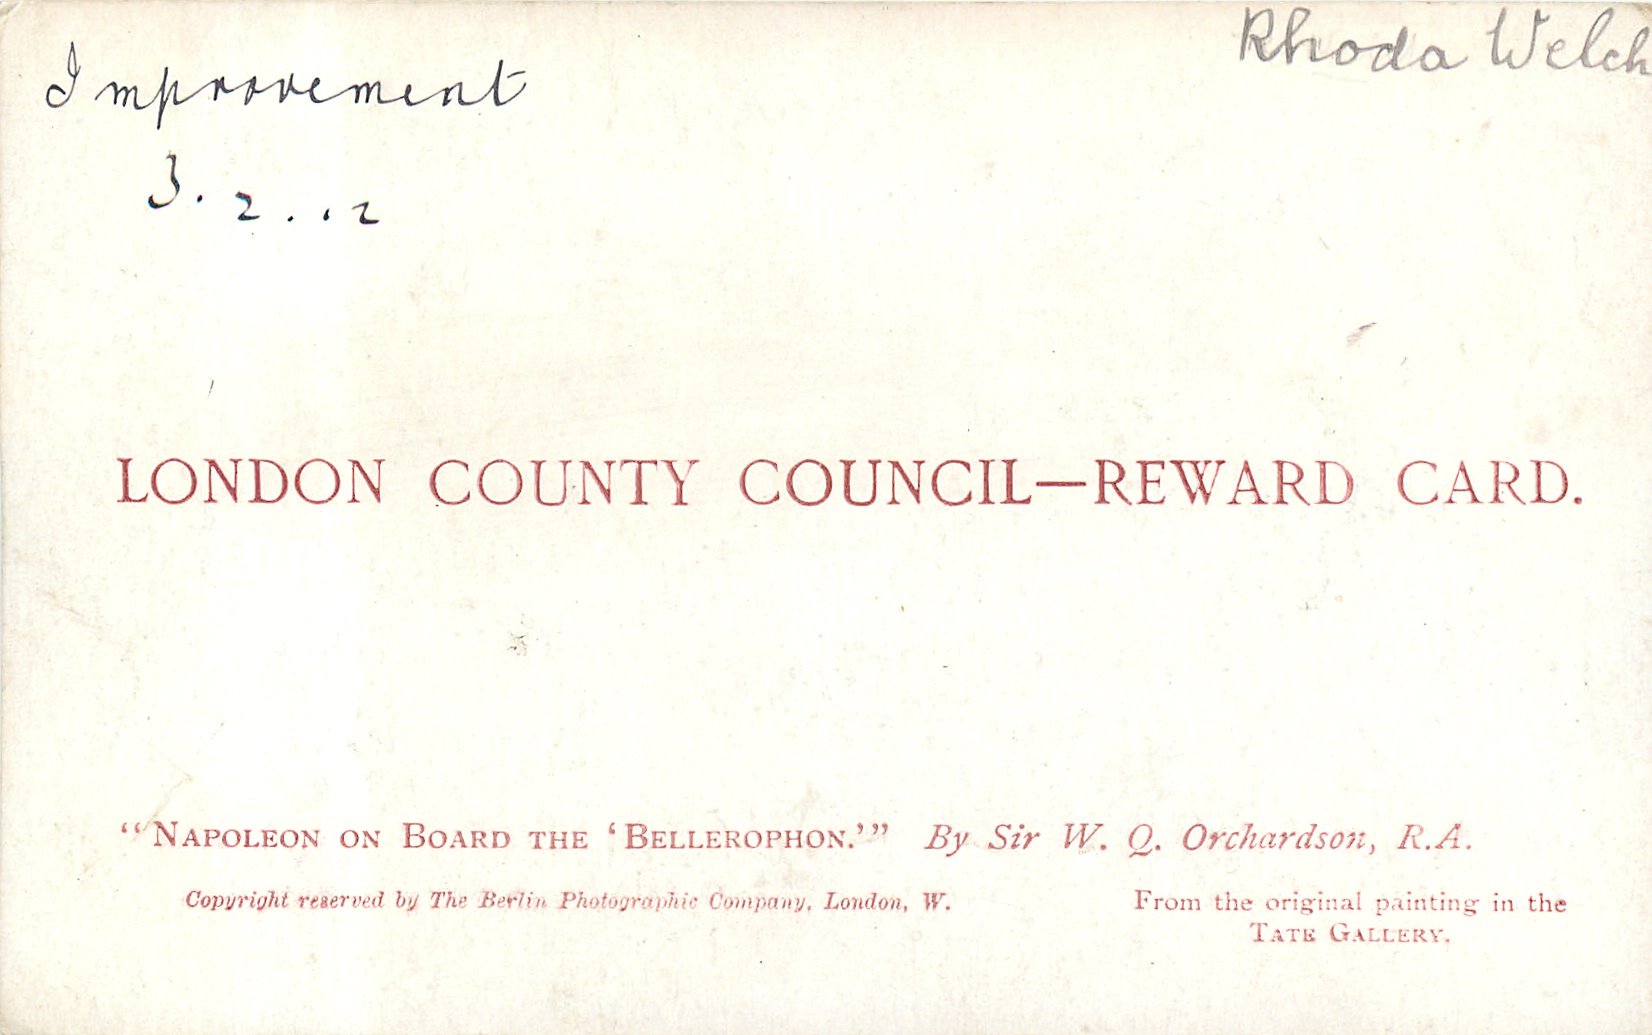 Improvement
Rhoda Welch
3. 2. . . 2
LONDON COUNTY COUNCIL—REWARD CARD.
"NAPOLEON ON BOARD THE 'BELLEROPHON.'" By Sir W. Q. Orchardson, R.A.
Copyright reserved by The Berlin Photographic Company, London, W.
From the original painting in the
TATE GALLERY.